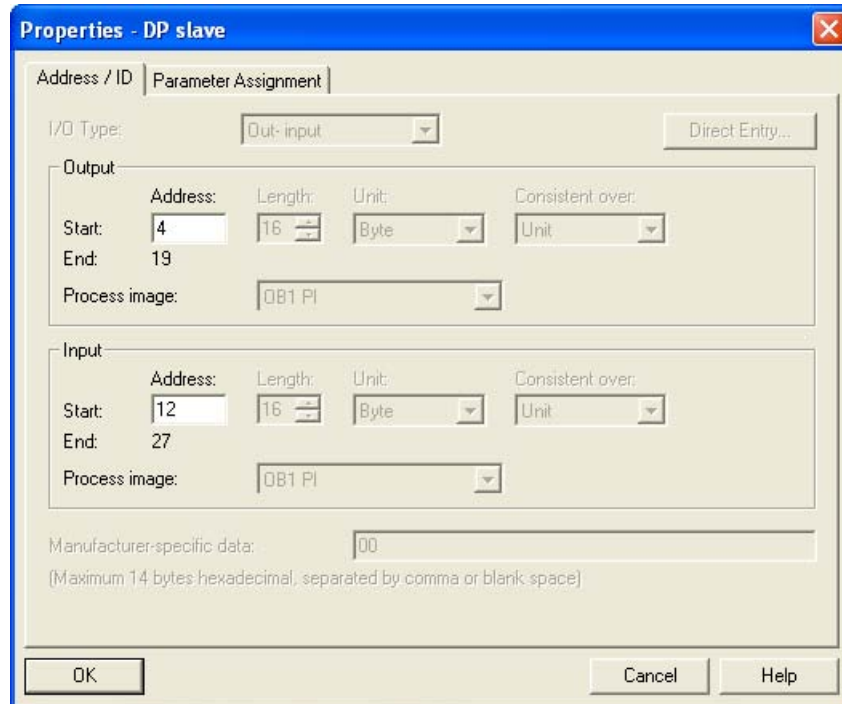 Properties - DP slave
Address / ID Parameter Assignment
I/O Type: Out- input Direct Entry...
Output
Address: Length: Unit: Consistent over:
Start: 4 16 Byte Unit
End: 19
Process image: OB1 PI
Input
Address: Length: Unit: Consistent over:
Start: 12 16 Byte Unit
End: 27
Process image: OB1 PI
Manufacturer-specific data: 00
(Maximum 14 bytes hexadecimal, separated by comma or blank space)
OK Cancel Help